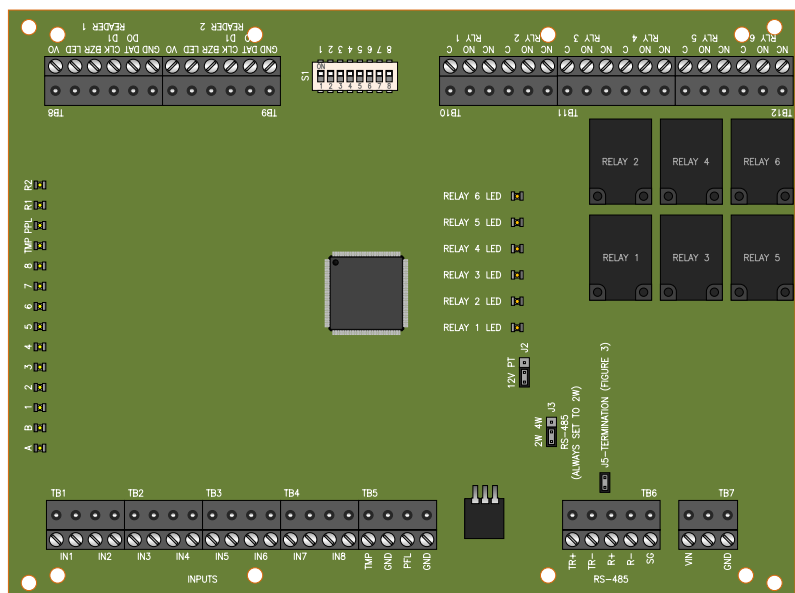 READER 1
READER 2
D1 D0
D1 D0
VO LED BZR CLK DAT GND VO LED BZR CLK DAT GND
TB8
TB9
S1
1 2 3 4 5 6 7 8
ON
1 2 3 4 5 6 7 8
RLY 1 RLY 2 RLY 3 RLY 4 RLY 5 RLY 6
C NO NC C NO NC C NO NC C NO NC C NO NC C NO NC
TB10
TB11
TB12
RELAY 2
RELAY 4
RELAY 6
RELAY 1
RELAY 3
RELAY 5
R2
R1
PPL
TMP
8
7
6
5
4
3
2
1
B
A
RELAY 6 LED
RELAY 5 LED
RELAY 4 LED
RELAY 3 LED
RELAY 2 LED
RELAY 1 LED
J2
12V PT
J3
2W 4W
RS-485
(ALWAYS SET TO 2W)
J5-TERMINATION (FIGURE 3)
TB1
TB2
TB3
TB4
TB5
TB6
TB7
IN1 IN2 IN3 IN4 IN5 IN6 IN7 IN8
TMP GND PFL GND
TR+ TR- R+ R- SG
VIN GND
INPUTS
RS-485